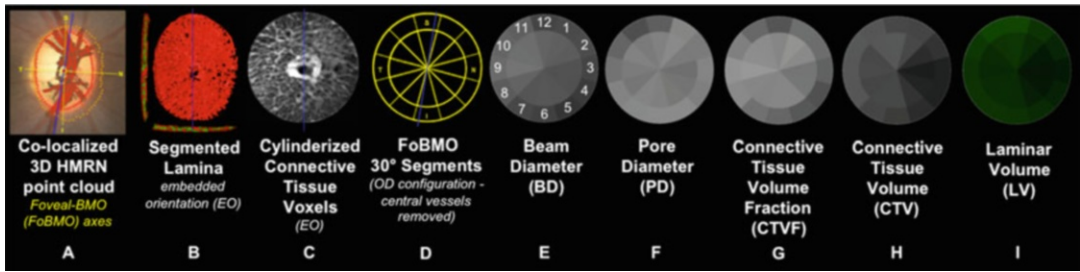 Co-localized
3D HMRN
point cloud
Foveal-BMO
(FoBMO) axes
A
Segmented
Lamina
embedded
orientation (EO)
B
Cylinderized
Connective
Tissue
Voxels
(EO)
C
S
T
N
I
FoBMO
30° Segments
(OD configuration -
central vessels
removed)
D
12
1
2
3
4
5
6
7
8
9
10
11
Beam
Diameter
(BD)
E
Pore
Diameter
(PD)
F
Connective
Tissue
Volume
Fraction
(CTVF)
G
Connective
Tissue
Volume
(CTV)
H
Laminar
Volume
(LV)
I